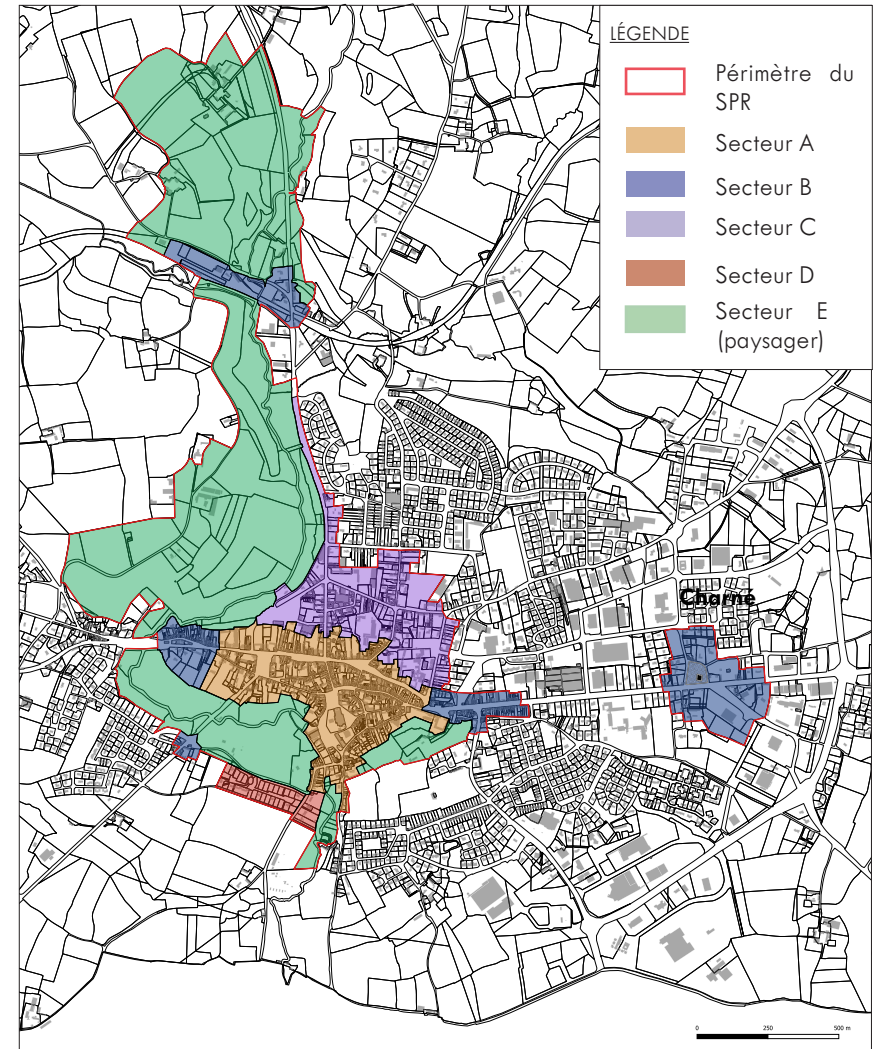 LÉGENDE
Périmètre du
SPR
Secteur A
Secteur B
Secteur C
Secteur D
Secteur E
(paysager)
Charné
0 250 500 m